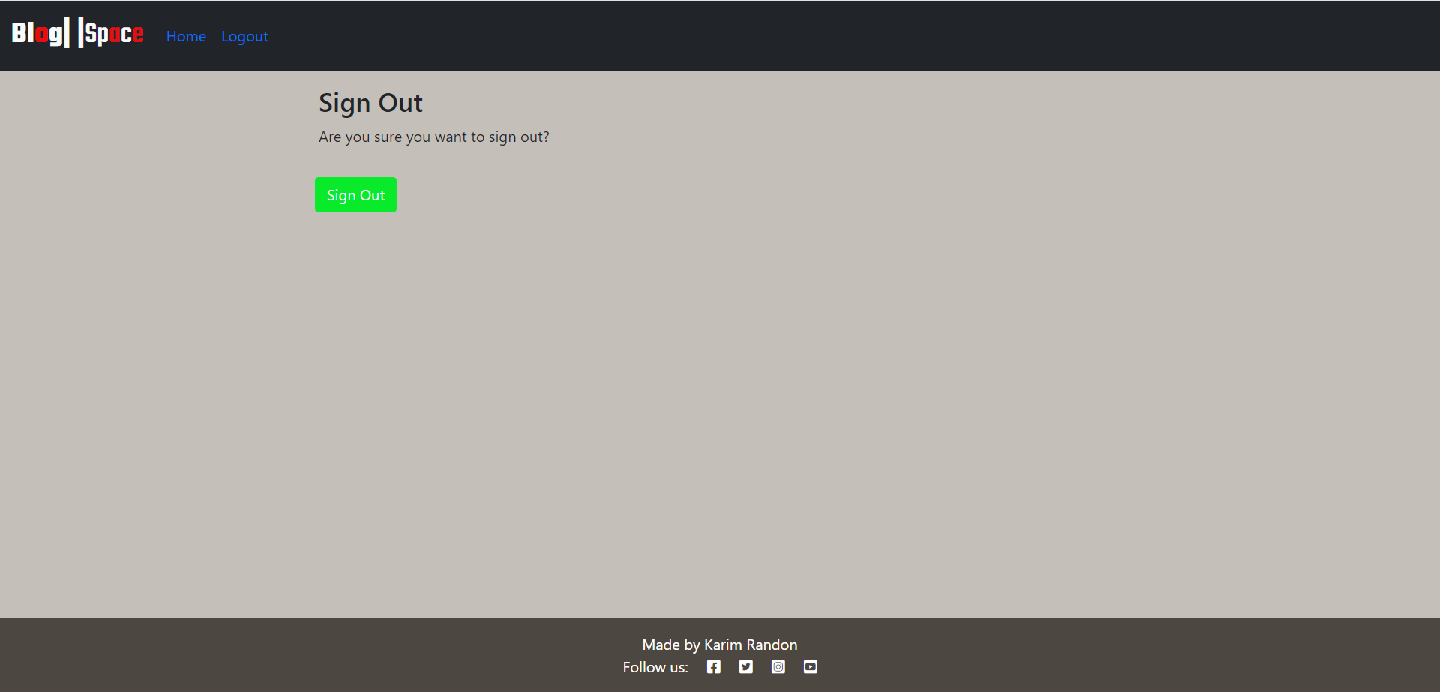 Blog| |Space Home Logout
Sign Out
Are you sure you want to sign out?
Sign Out
Made by Karim Randon
Follow us: